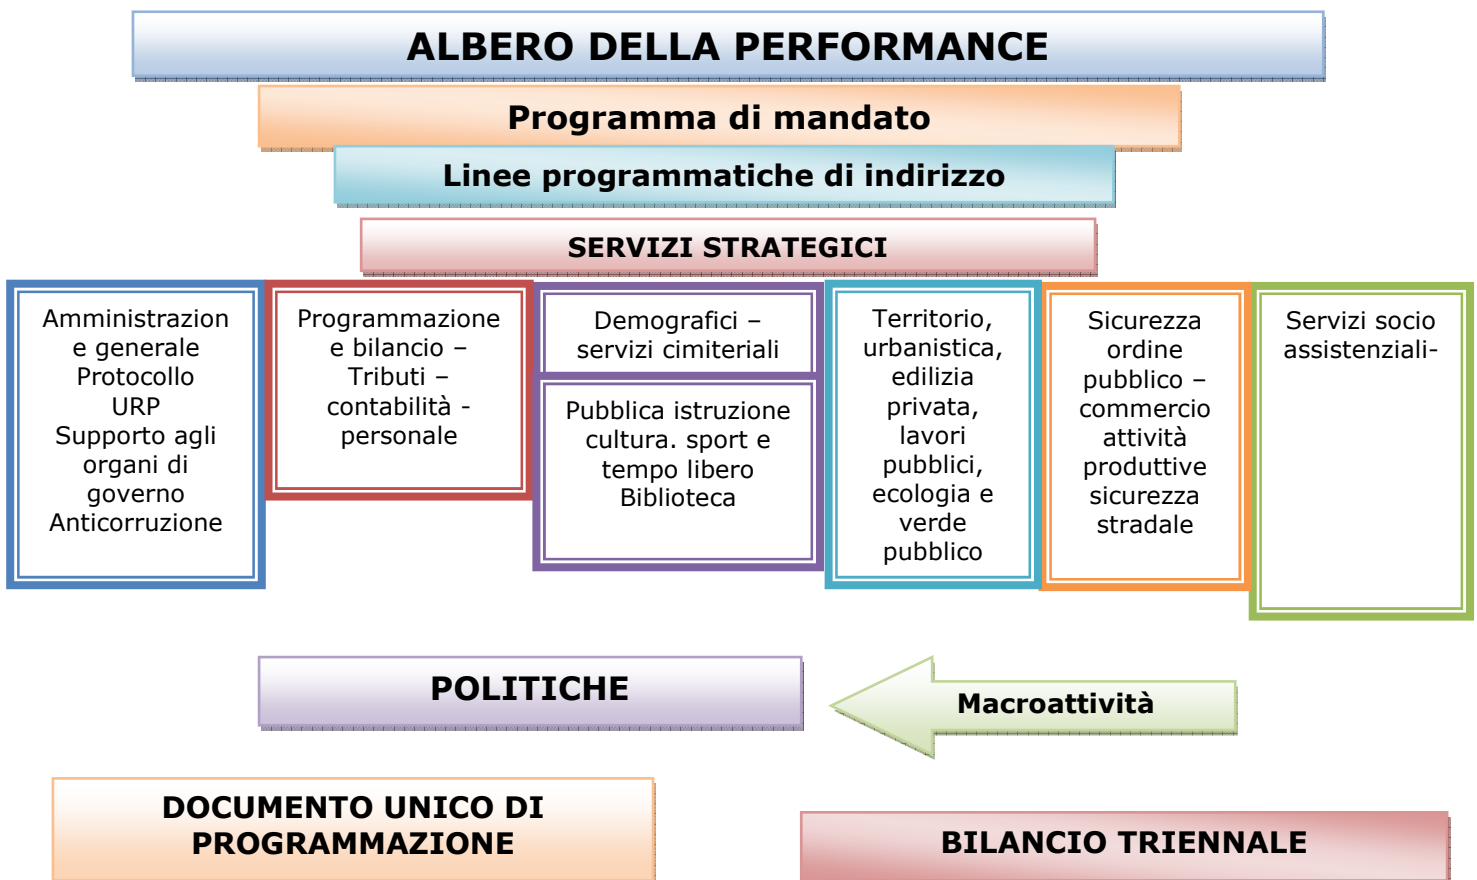 ALBERO DELLA PERFORMANCE
Programma di mandato
Linee programmatiche di indirizzo
SERVIZI STRATEGICI
Amministrazion
e generale
Protocollo
URP
Supporto agli
organi di
governo
Anticorruzione
Programmazione
e bilancio –
Tributi –
contabilità -
personale
Demografici –
servizi cimiteriali
Pubblica istruzione
cultura. sport e
tempo libero
Biblioteca
Territorio,
urbanistica,
edilizia
privata,
lavori
pubblici,
ecologia e
verde
pubblico
Sicurezza
ordine
pubblico –
commercio
attività
produttive
sicurezza
stradale
Servizi socio
assistenziali-
POLITICHE
Macroattività
DOCUMENTO UNICO DI
PROGRAMMAZIONE
BILANCIO TRIENNALE